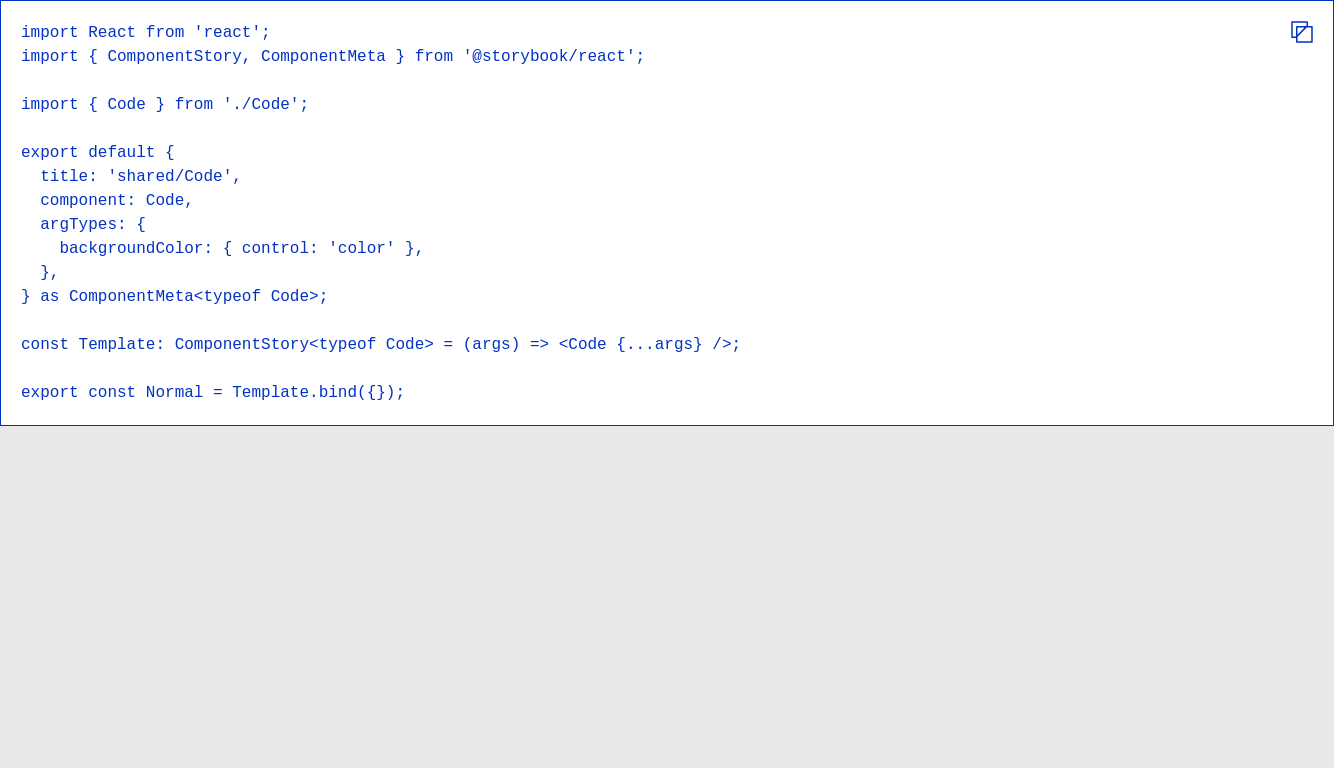 import React from 'react';
import { ComponentStory, ComponentMeta } from '@storybook/react';

import { Code } from './Code';

export default {
  title: 'shared/Code',
  component: Code,
  argTypes: {
    backgroundColor: { control: 'color' },
  },
} as ComponentMeta<typeof Code>;

const Template: ComponentStory<typeof Code> = (args) => <Code {...args} />;

export const Normal = Template.bind({});